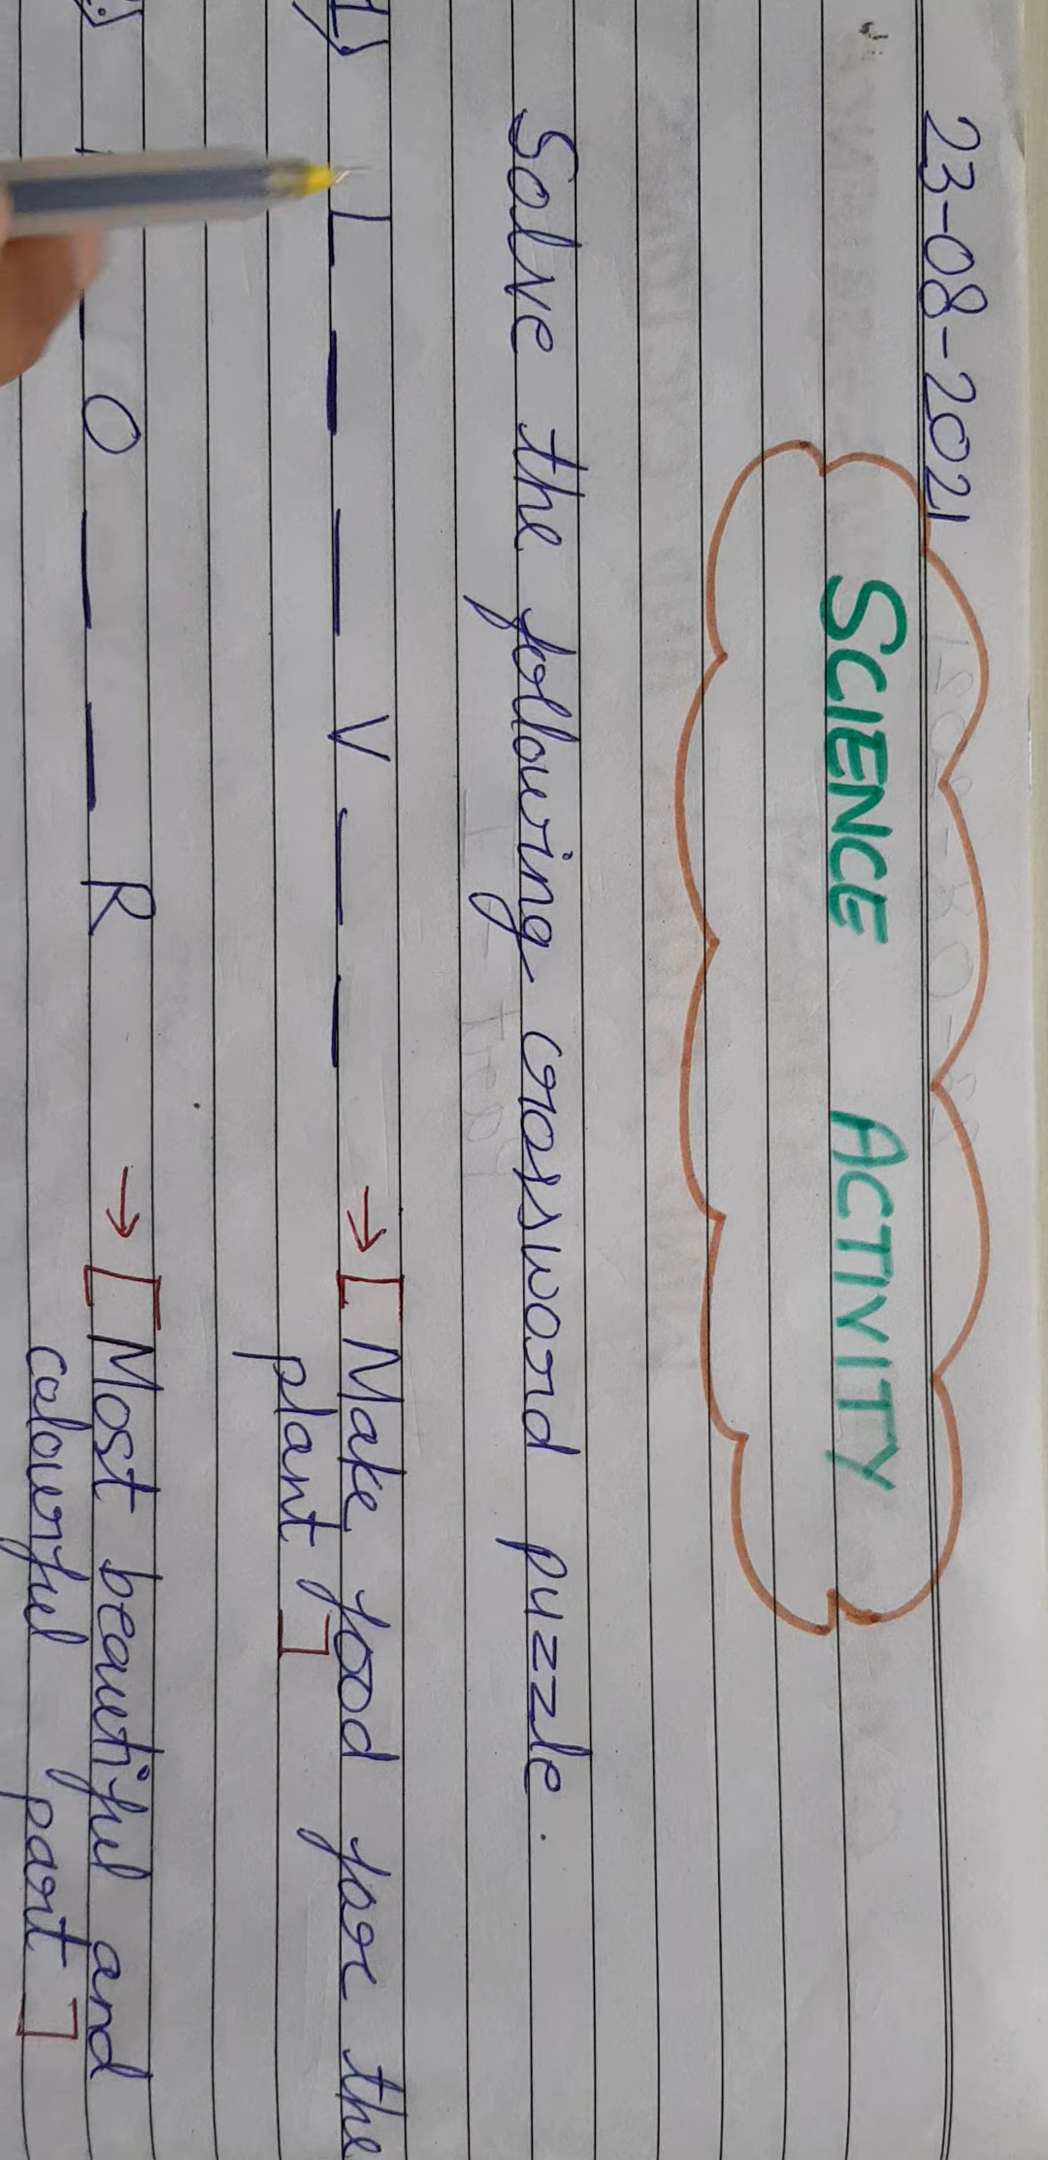 23-08-2021
SCIENCE ACTIVITY
Solve the following crossword puzzle.
1.) L _ _ V _ _ → [Make food for the
plant]
_ O _ _ R → [Most beautiful and
colourful part]